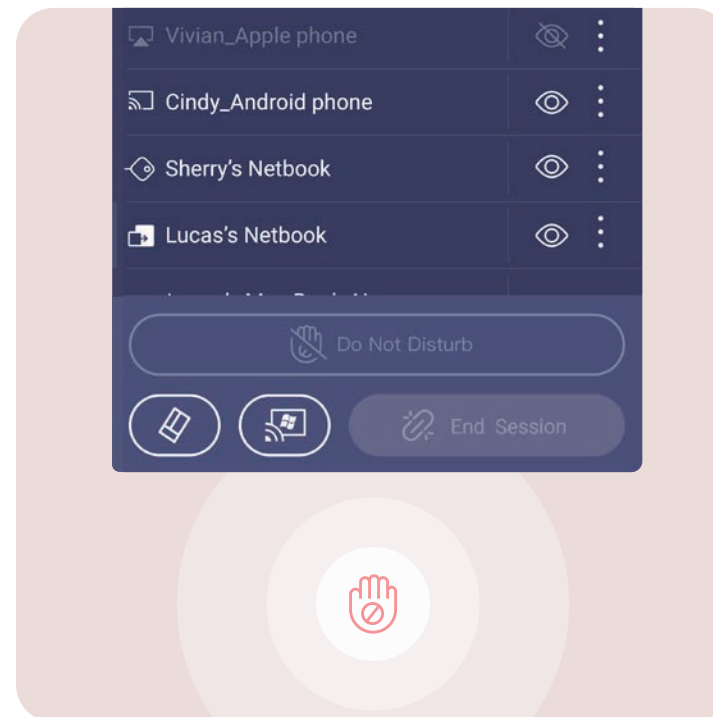 Vivian_Apple phone
Cindy_Android phone
Sherry’s Netbook
Lucas’s Netbook
Do Not Disturb
End Session